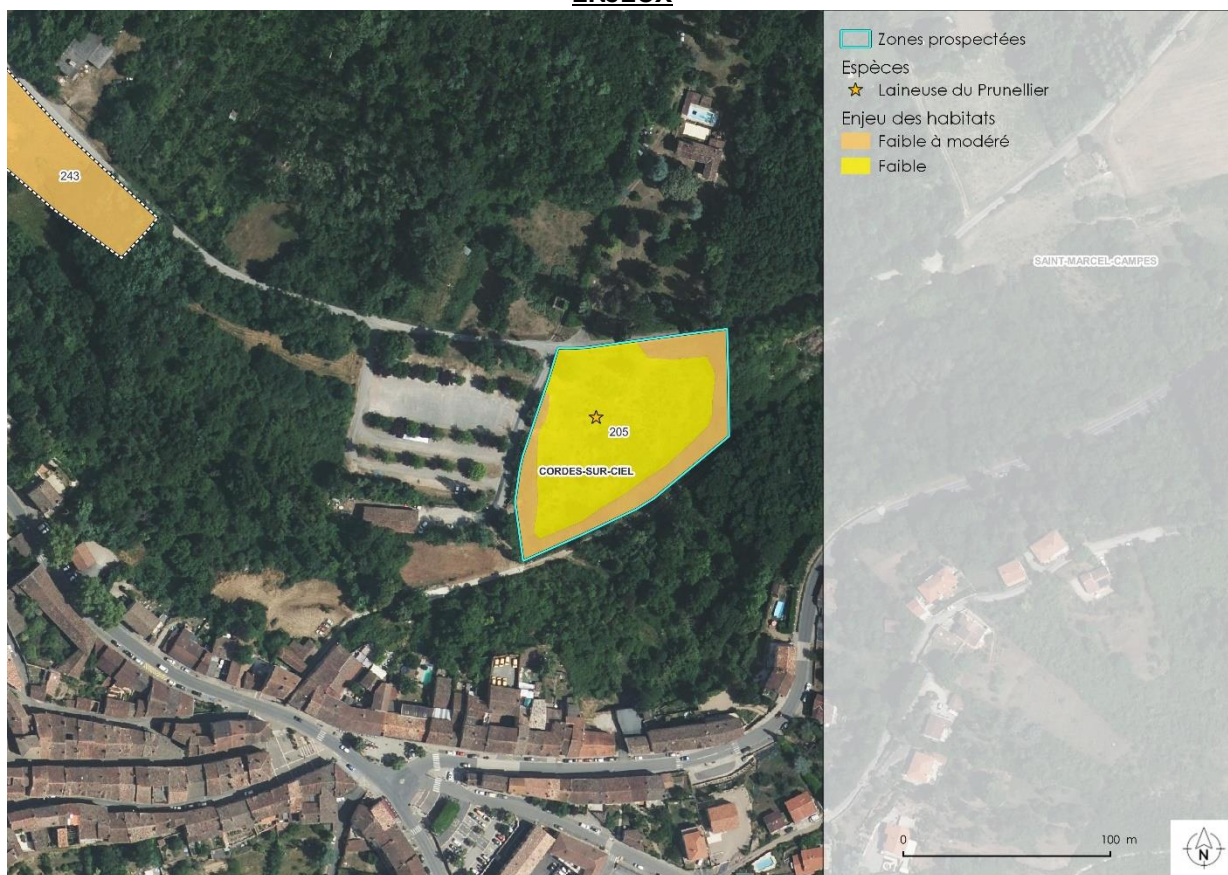 ENJEUX
Zones prospectées
Espèces
Laineuse du Prunellier
Enjeu des habitats
Faible à modéré
Faible
243
SAINT-MARCEL-CAMPES
205
CORDES-SUR-CIEL
0 100 m
N